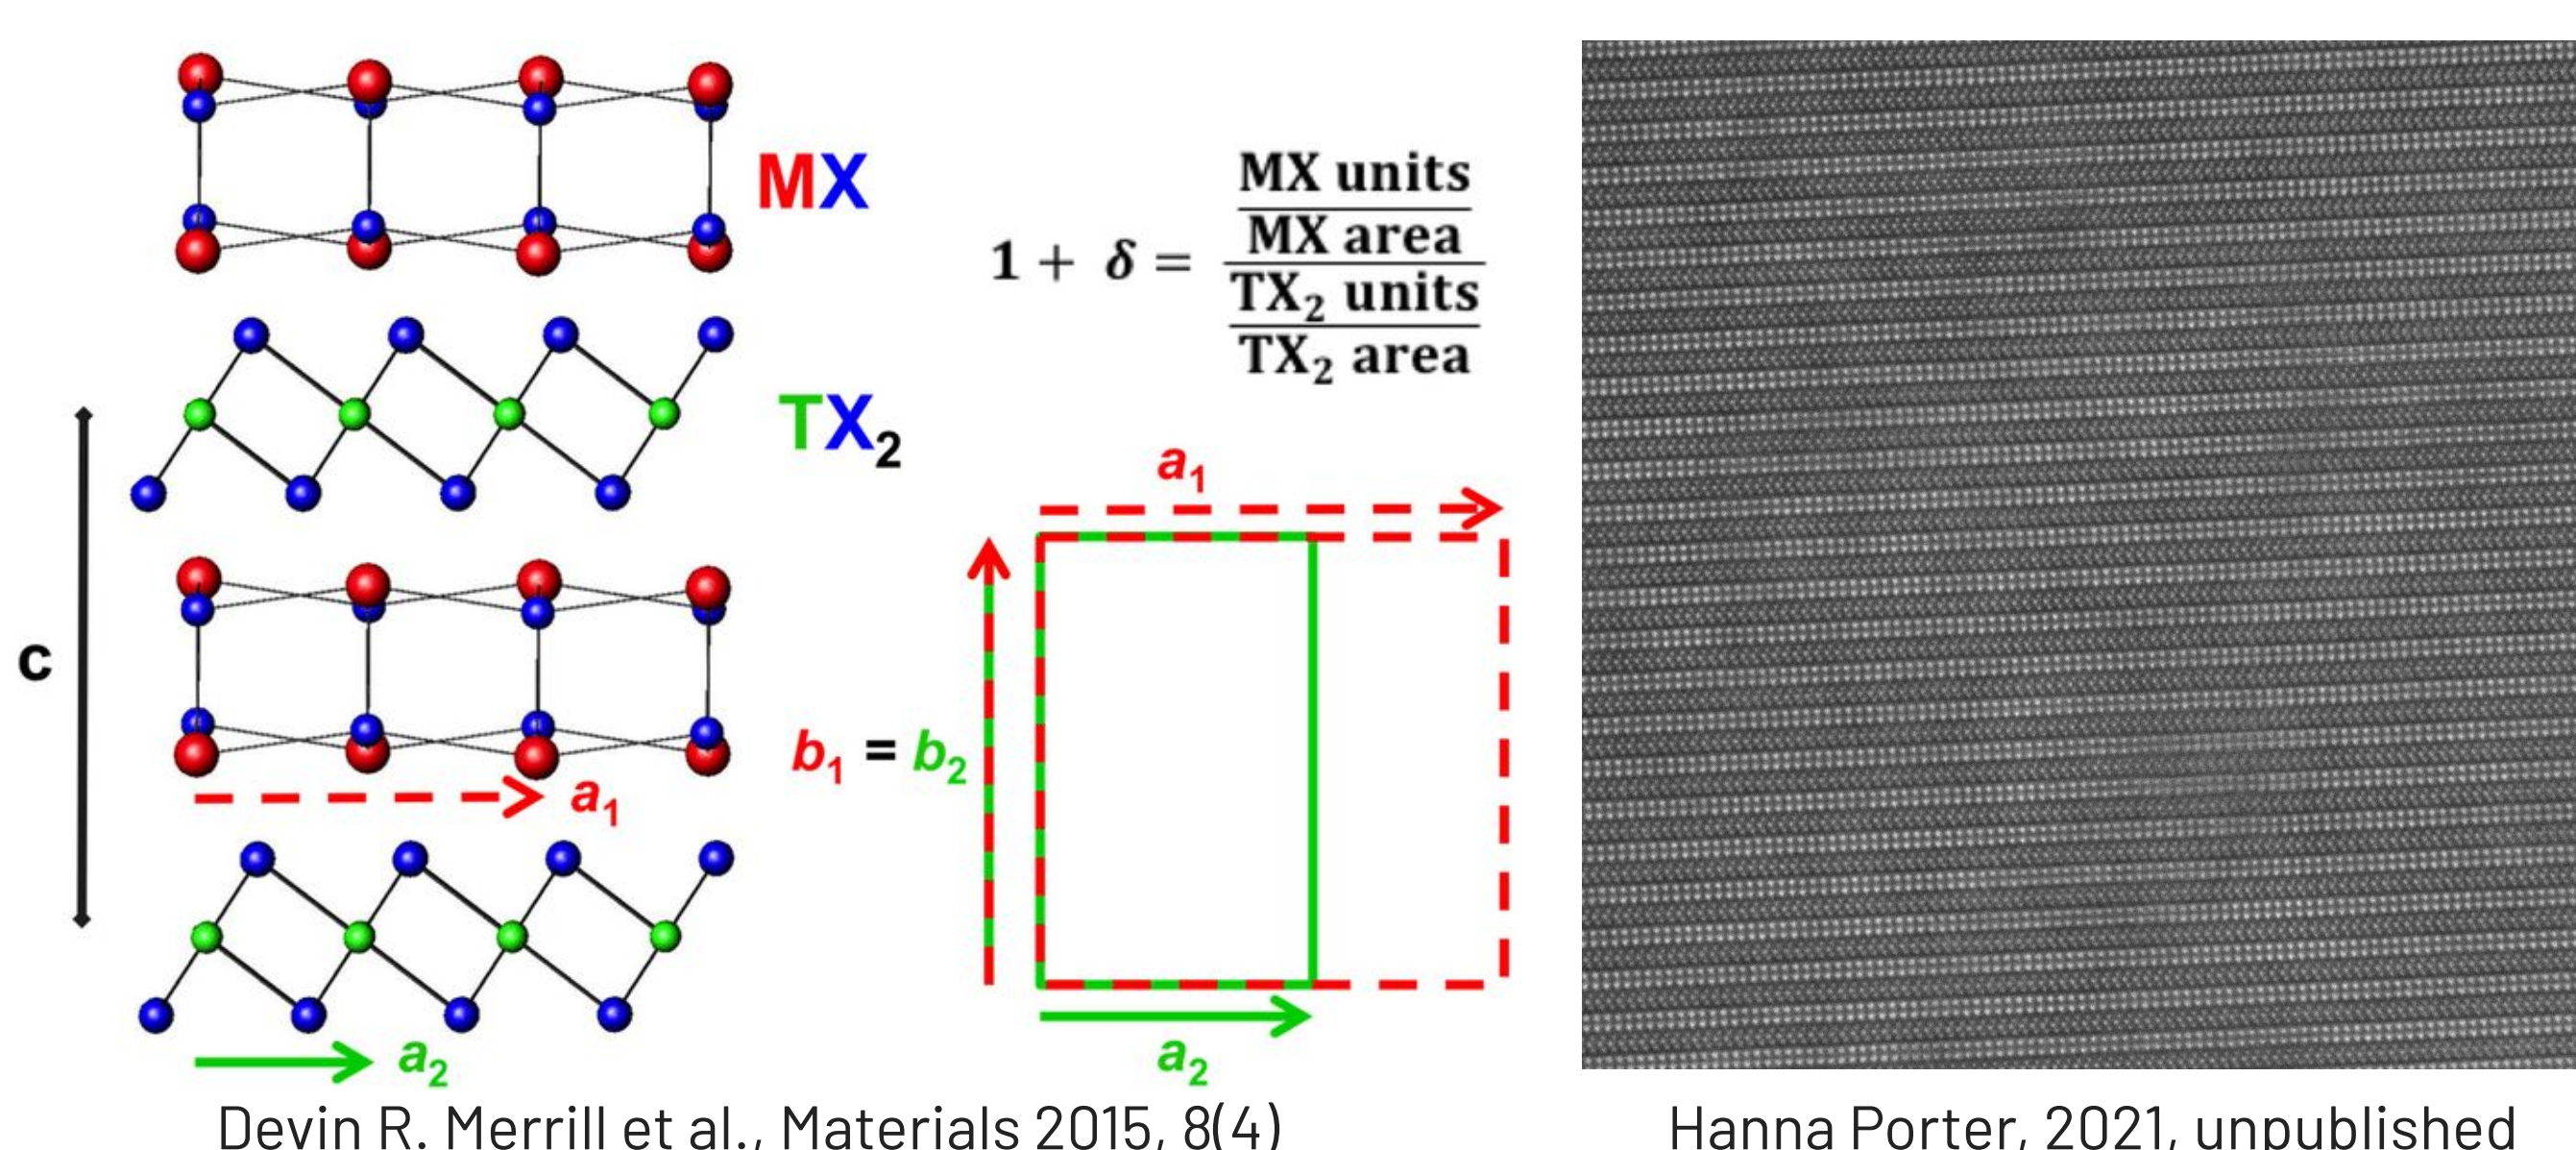 MX
TX₂
c
a₁
a₂
1 + δ =
MX units
MX area
TX₂ units
TX₂ area
a₁
b₁ = b₂
a₂
Devin R. Merrill et al., Materials 2015, 8(4)
Hanna Porter, 2021, unpublished